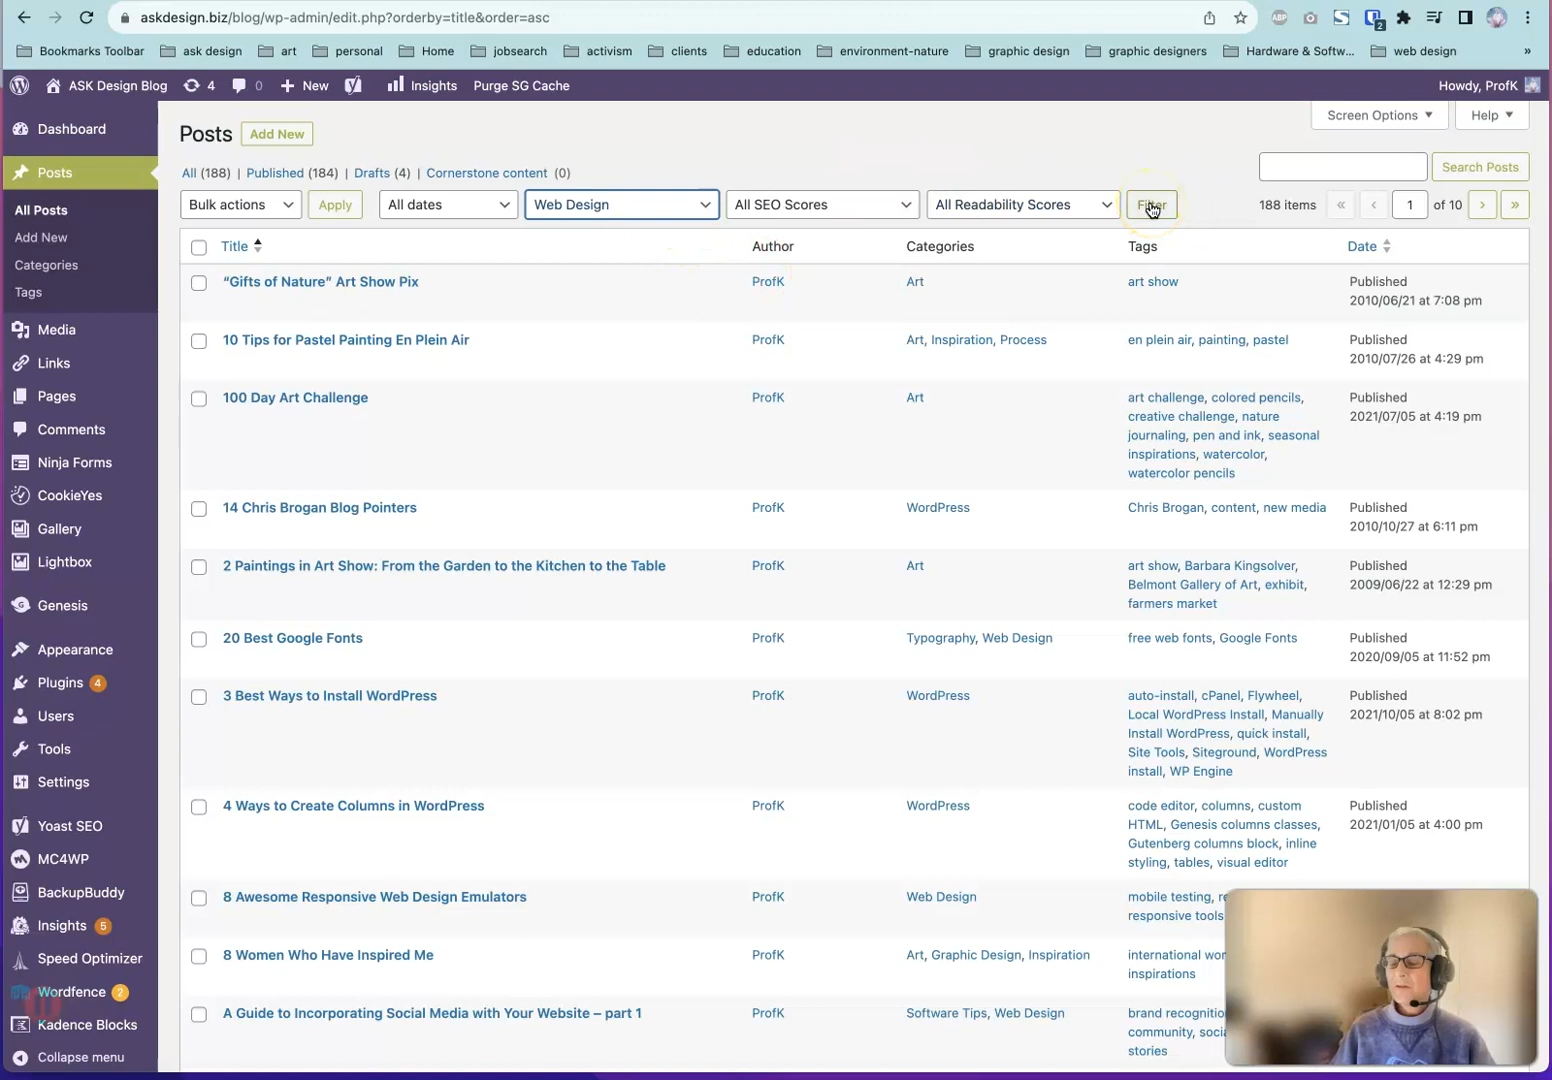 askdesign.biz/blog/wp-admin/edit.php?orderby=title&order=asc
ABP
2
Bookmarks Toolbar ask design art personal Home jobsearch activism clients education environment-nature graphic design graphic designers Hardware & Softw... web design »
ASK Design Blog 4 0 + New Insights Purge SG Cache Howdy, ProfK
Dashboard
Posts
All Posts
Add New
Categories
Tags
Media
Links
Pages
Comments
Ninja Forms
CookieYes
Gallery
Lightbox
Genesis
Appearance
Plugins 4
Users
Tools
Settings
Yoast SEO
MC4WP
BackupBuddy
Insights 5
Speed Optimizer
Wordfence 2
Kadence Blocks
Collapse menu
Screen Options Help
Posts Add New
All (188) | Published (184) | Drafts (4) | Cornerstone content (0)
Search Posts
Bulk actions Apply All dates Web Design All SEO Scores All Readability Scores Filter 188 items « ‹ 1 of 10 › »
Title Author Categories Tags Date
“Gifts of Nature” Art Show Pix ProfK Art art show Published
2010/06/21 at 7:08 pm
10 Tips for Pastel Painting En Plein Air ProfK Art, Inspiration, Process en plein air, painting, pastel Published
2010/07/26 at 4:29 pm
100 Day Art Challenge ProfK Art art challenge, colored pencils, Published
creative challenge, nature 2021/07/05 at 4:19 pm
journaling, pen and ink, seasonal
inspirations, watercolor,
watercolor pencils
14 Chris Brogan Blog Pointers ProfK WordPress Chris Brogan, content, new media Published
2010/10/27 at 6:11 pm
2 Paintings in Art Show: From the Garden to the Kitchen to the Table ProfK Art art show, Barbara Kingsolver, Published
Belmont Gallery of Art, exhibit, 2009/06/22 at 12:29 pm
farmers market
20 Best Google Fonts ProfK Typography, Web Design free web fonts, Google Fonts Published
2020/09/05 at 11:52 pm
3 Best Ways to Install WordPress ProfK WordPress auto-install, cPanel, Flywheel, Published
Local WordPress Install, Manually 2021/10/05 at 8:02 pm
Install WordPress, quick install,
Site Tools, Siteground, WordPress
install, WP Engine
4 Ways to Create Columns in WordPress ProfK WordPress code editor, columns, custom Published
HTML, Genesis columns classes, 2021/01/05 at 4:00 pm
Gutenberg columns block, inline
styling, tables, visual editor
8 Awesome Responsive Web Design Emulators ProfK Web Design mobile testing,
responsive tools
8 Women Who Have Inspired Me ProfK Art, Graphic Design, Inspiration international
inspirations
A Guide to Incorporating Social Media with Your Website – part 1 ProfK Software Tips, Web Design brand
community,
stories